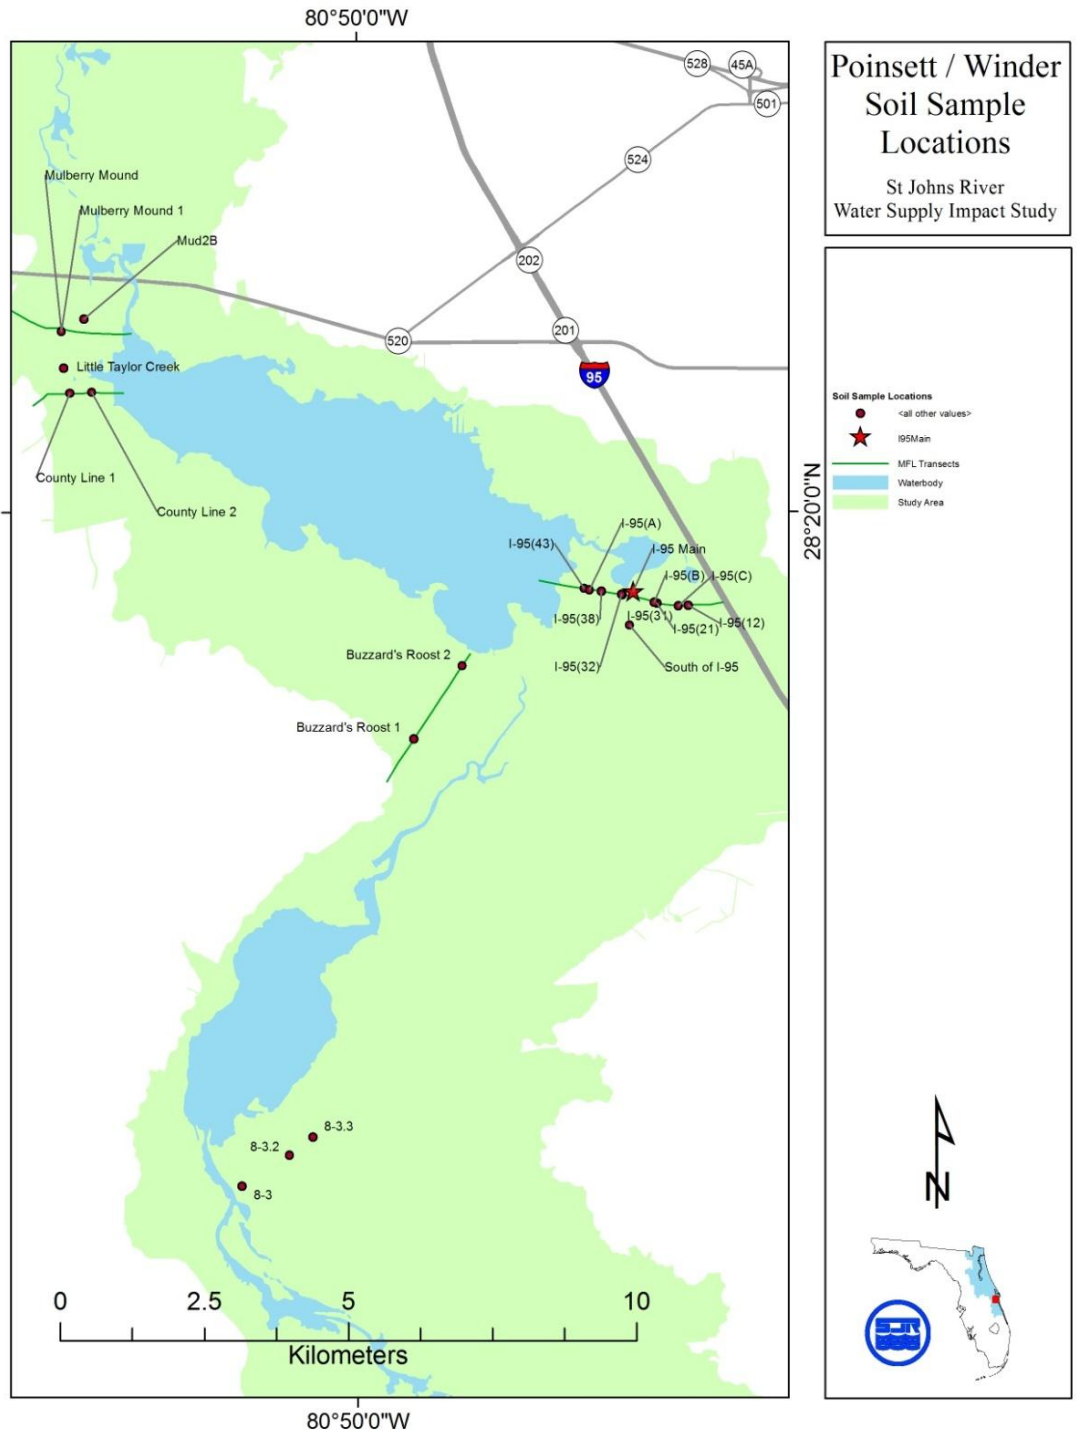 80°50'0"W
Poinsett / Winder
Soil Sample
Locations
St Johns River
Water Supply Impact Study
528
45A
501
524
202
201
520
95
Mulberry Mound
Mulberry Mound 1
Mud2B
Little Taylor Creek
County Line 1
County Line 2
28°20'0"N
Soil Sample Locations
<all other values>
I95Main
MFL Transects
Waterbody
Study Area
I-95(A)
I-95(43)
I-95 Main
I-95(B)
I-95(C)
I-95(38)
I-95(31)
I-95(12)
I-95(21)
I-95(32)
South of I-95
Buzzard's Roost 2
Buzzard's Roost 1
8-3.3
8-3.2
8-3
N
0 2.5 5 10
Kilometers
SJR
80°50'0"W